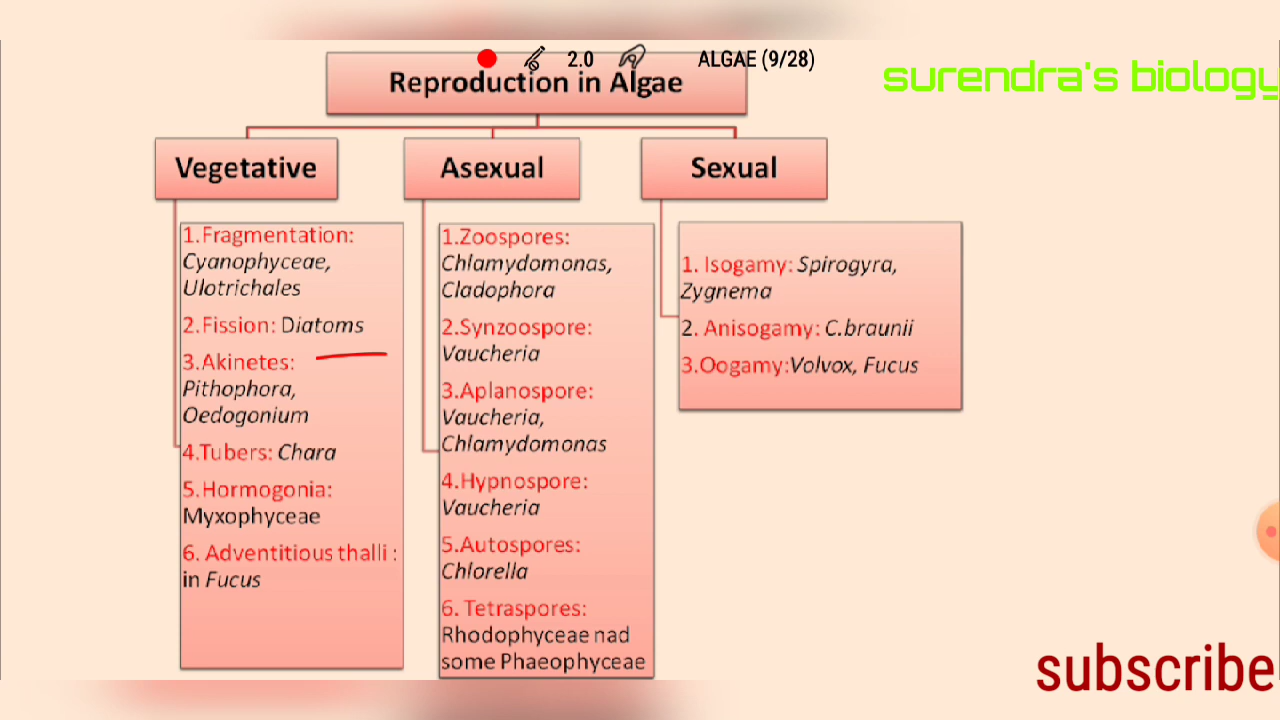 2.0 ALGAE (9/28)
Reproduction in Algae
surendra's biology
Vegetative
1.Fragmentation:
Cyanophyceae,
Ulotrichales
2.Fission: Diatoms
3.Akinetes:
Pithophora,
Oedogonium
4.Tubers: Chara
5.Hormogonia:
Myxophyceae
6. Adventitious thalli :
in Fucus
Asexual
1.Zoospores:
Chlamydomonas,
Cladophora
2.Synzoospore:
Vaucheria
3.Aplanospore:
Vaucheria,
Chlamydomonas
4.Hypnospore:
Vaucheria
5.Autospores:
Chlorella
6. Tetraspores:
Rhodophyceae nad
some Phaeophyceae
Sexual
1. Isogamy: Spirogyra,
Zygnema
2. Anisogamy: C.braunii
3.Oogamy:Volvox, Fucus
subscribe